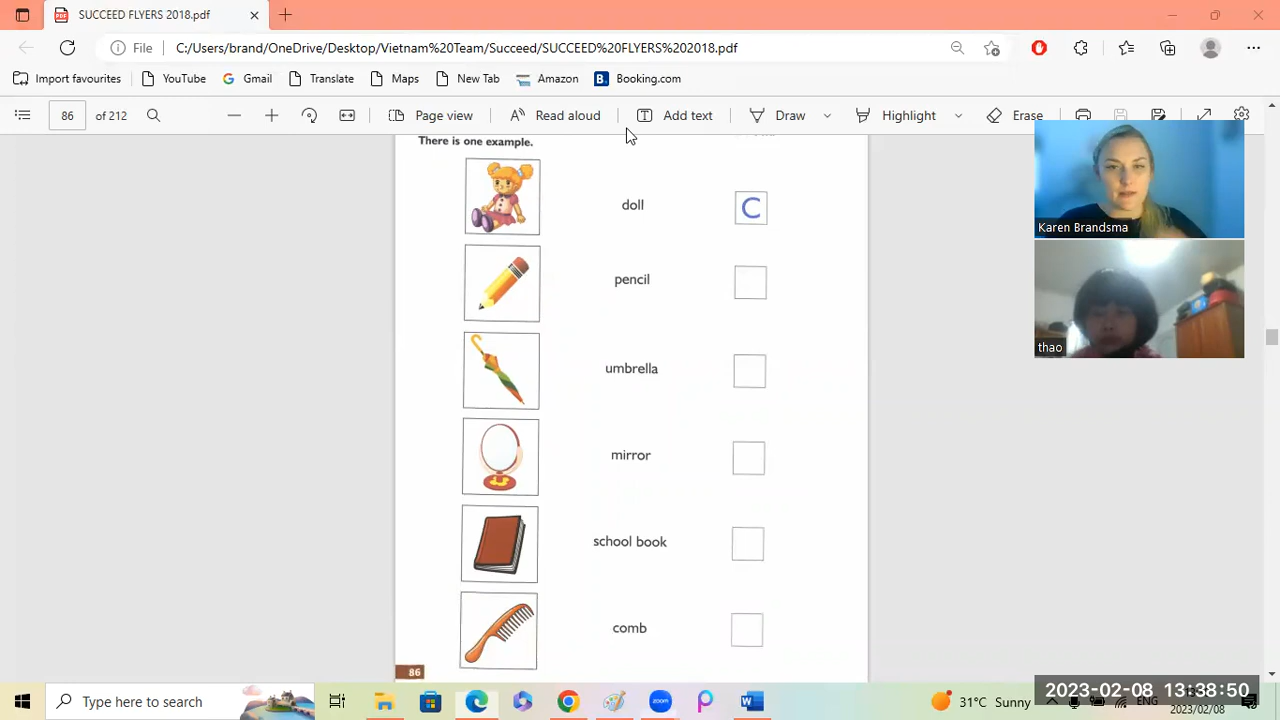 SUCCEED FLYERS 2018.pdf
File C:/Users/brand/OneDrive/Desktop/Vietnam%20Team/Succeed/SUCCEED%20FLYERS%202018.pdf
Import favourites YouTube Gmail Translate Maps New Tab Amazon Booking.com
86 of 212 Page view Read aloud Add text Draw Highlight Erase
There is one example.
doll C
pencil
umbrella
mirror
school book
comb
86
Karen Brandsma
thao
Type here to search
31°C Sunny
ENG
2023-02-08 13:38:50
2023/02/08